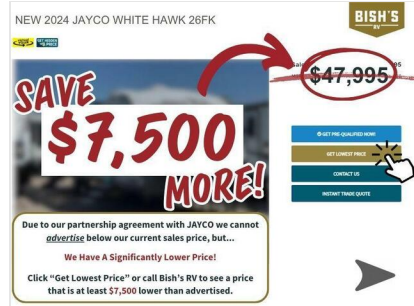 NEW 2024 JAYCO WHITE HAWK 26FK
BISH'S
RV
SAVE
$7,500
MORE!
$47,995
GET PRE-QUALIFIED NOW!
GET LOWEST PRICE
CONTACT US
INSTANT TRADE QUOTE
Due to our partnership agreement with JAYCO we cannot
advertise below our current sales price, but...
We Have A Significantly Lower Price!
Click "Get Lowest Price" or call Bish's RV to see a price
that is at least $7,500 lower than advertised.